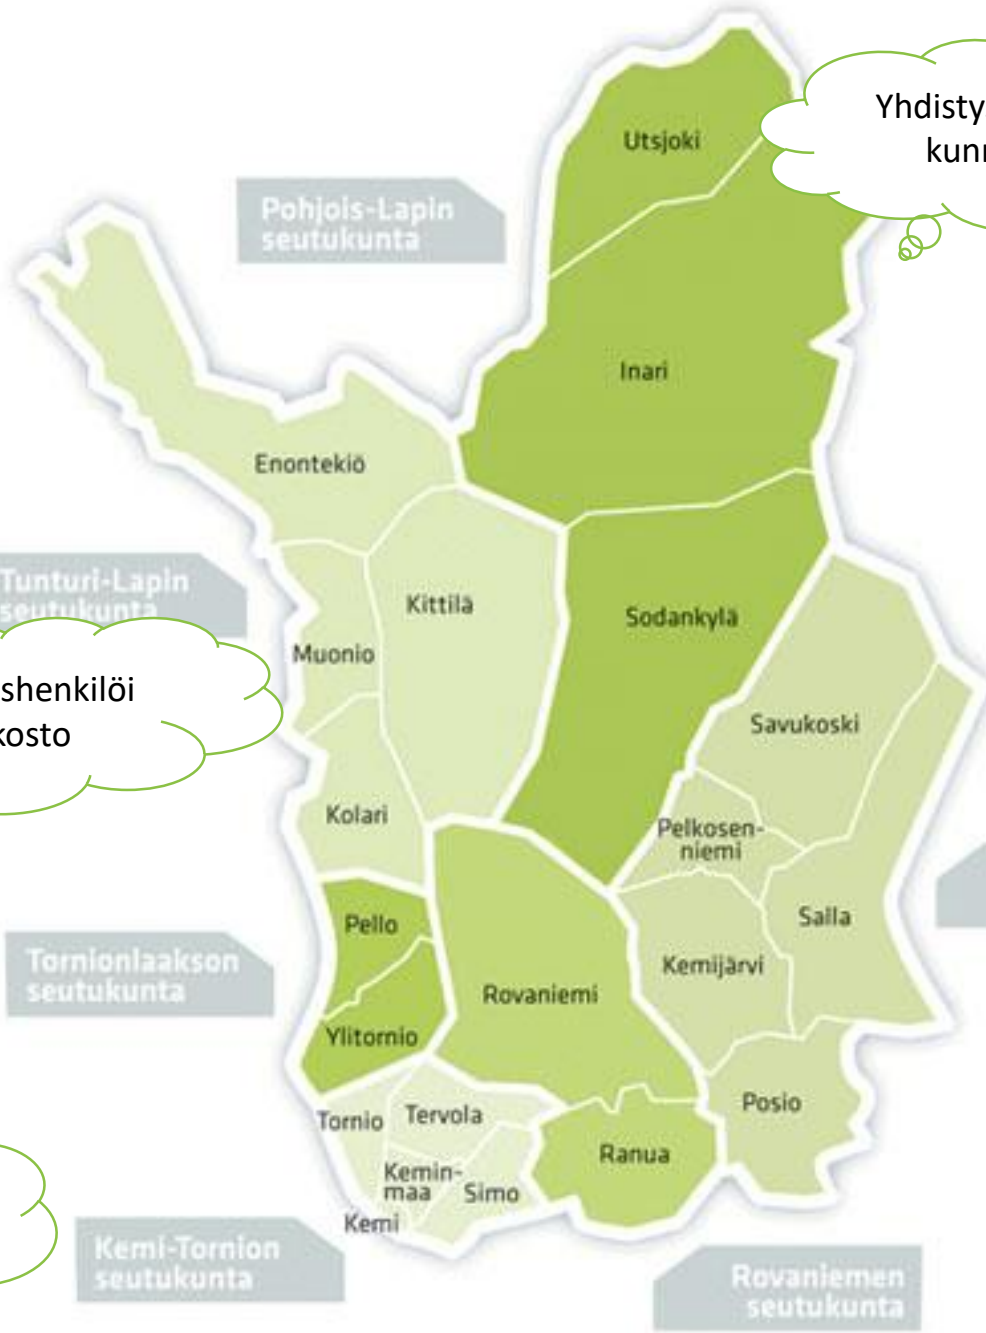 Yhdisty
kunn
Utsjoki
Pohjois-Lapin
seutukunta
Inari
Enontekiö
Tunturi-Lapin
seutukunta
Kittilä
Sodankylä
Muonio
shenkilöi
kosto
Savukoski
Kolari
Pelkosen-
niemi
Pello
Salla
Tornionlaakson
seutukunta
Kemijärvi
Rovaniemi
Ylitornio
Posio
Tornio
Tervola
Ranua
Kemin-
maa
Simo
Kemi
Kemi-Tornion
seutukunta
Rovaniemen
seutukunta